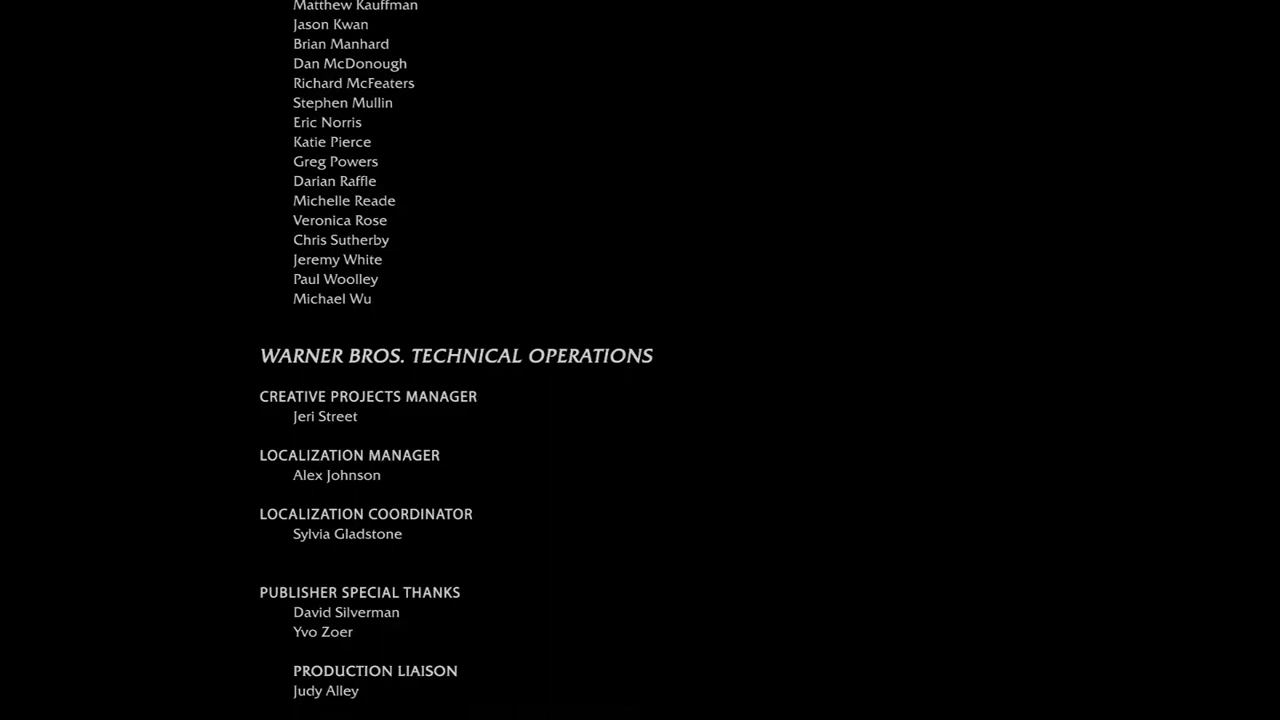 Matthew Kauffman
Jason Kwan
Brian Manhard
Dan McDonough
Richard McFeaters
Stephen Mullin
Eric Norris
Katie Pierce
Greg Powers
Darian Raffle
Michelle Reade
Veronica Rose
Chris Sutherby
Jeremy White
Paul Woolley
Michael Wu
WARNER BROS. TECHNICAL OPERATIONS
CREATIVE PROJECTS MANAGER
Jeri Street
LOCALIZATION MANAGER
Alex Johnson
LOCALIZATION COORDINATOR
Sylvia Gladstone
PUBLISHER SPECIAL THANKS
David Silverman
Yvo Zoer
PRODUCTION LIAISON
Judy Alley